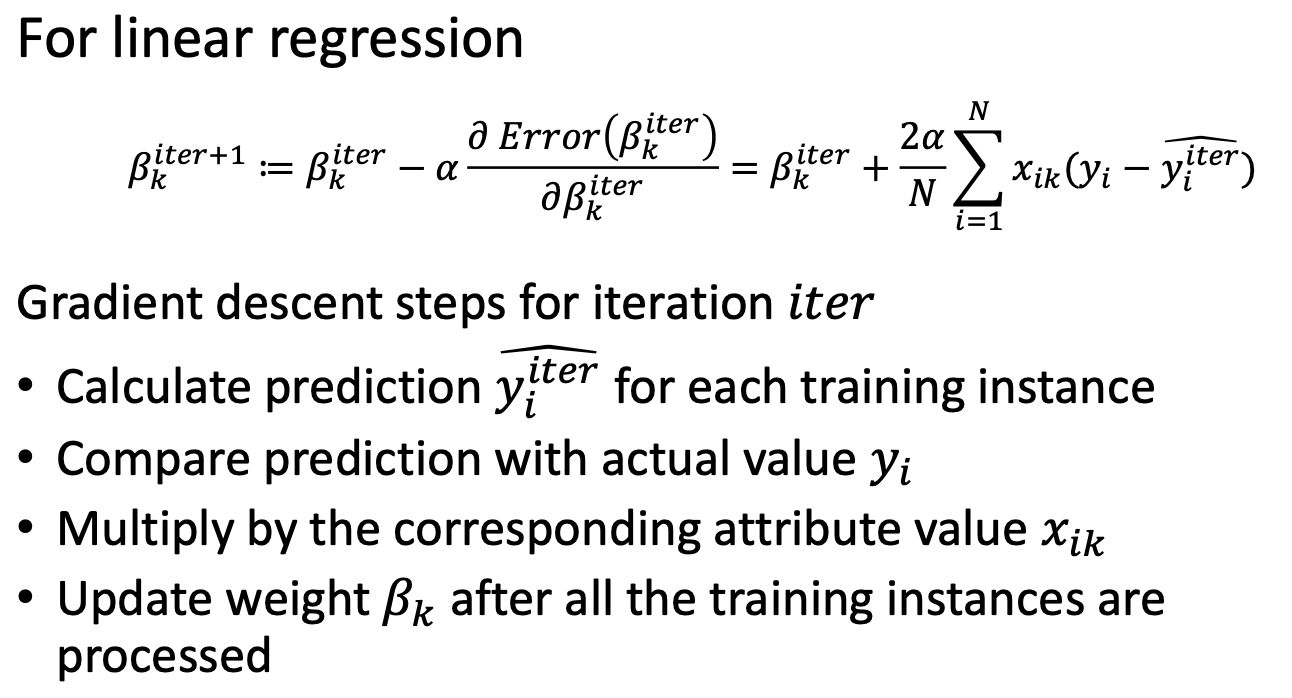 For linear regression
$\beta_k^{iter+1} := \beta_k^{iter} - \alpha \frac{\partial\, Error(\beta_k^{iter})}{\partial \beta_k^{iter}} = \beta_k^{iter} + \frac{2\alpha}{N} \sum_{i=1}^{N} x_{ik}(y_i - \widehat{y_i^{iter}})$
Gradient descent steps for iteration $iter$
• Calculate prediction $\widehat{y_i^{iter}}$ for each training instance
• Compare prediction with actual value $y_i$
• Multiply by the corresponding attribute value $x_{ik}$
• Update weight $\beta_k$ after all the training instances are
processed